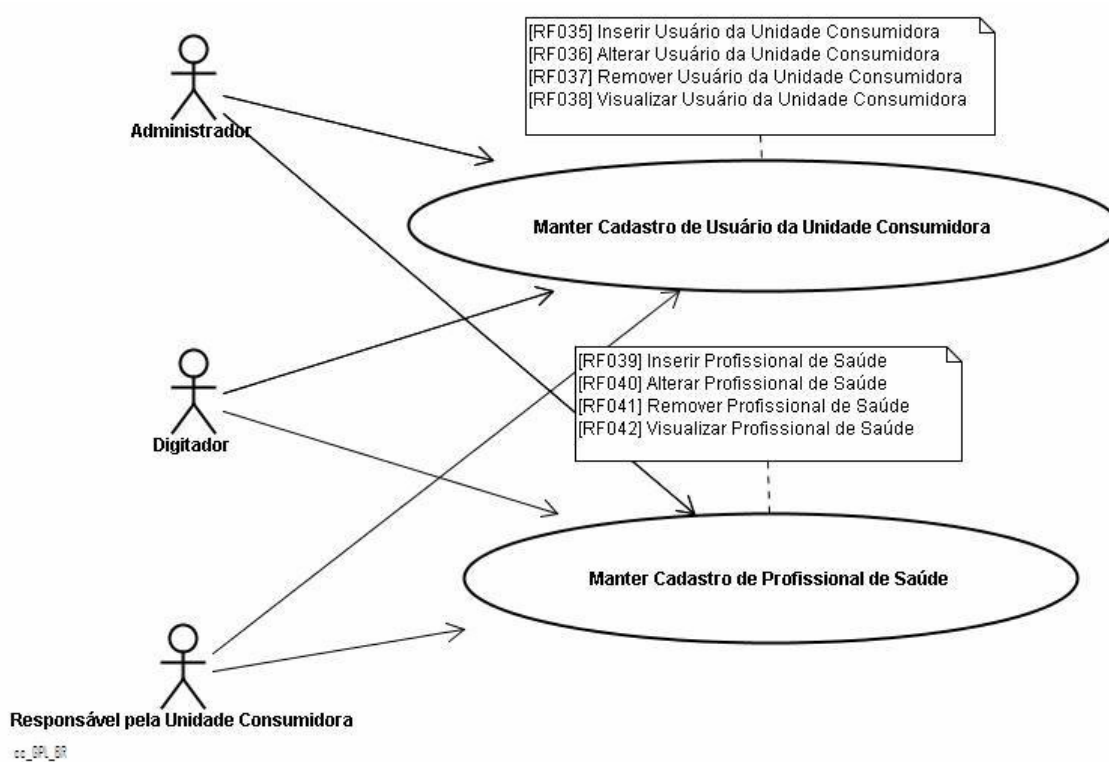 [RF035] Inserir Usuário da Unidade Consumidora
[RF036] Alterar Usuário da Unidade Consumidora
[RF037] Remover Usuário da Unidade Consumidora
[RF038] Visualizar Usuário da Unidade Consumidora
Administrador
Manter Cadastro de Usuário da Unidade Consumidora
[RF039] Inserir Profissional de Saúde
[RF040] Alterar Profissional de Saúde
[RF041] Remover Profissional de Saúde
[RF042] Visualizar Profissional de Saúde
Digitador
Manter Cadastro de Profissional de Saúde
Responsável pela Unidade Consumidora
cc_GPL_BR